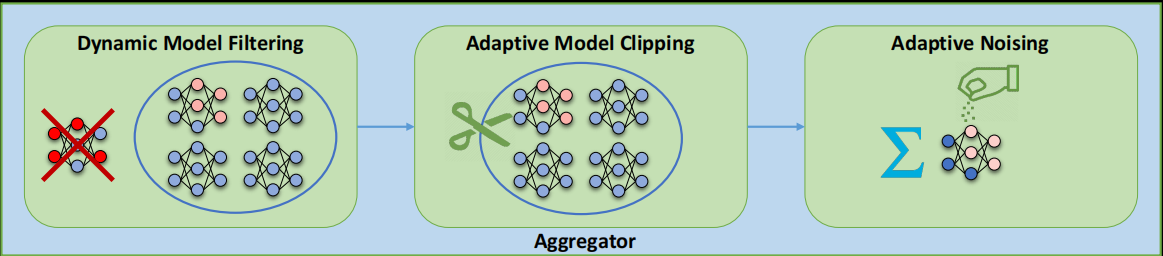 Dynamic Model Filtering
Adaptive Model Clipping
Adaptive Noising
Σ
Aggregator